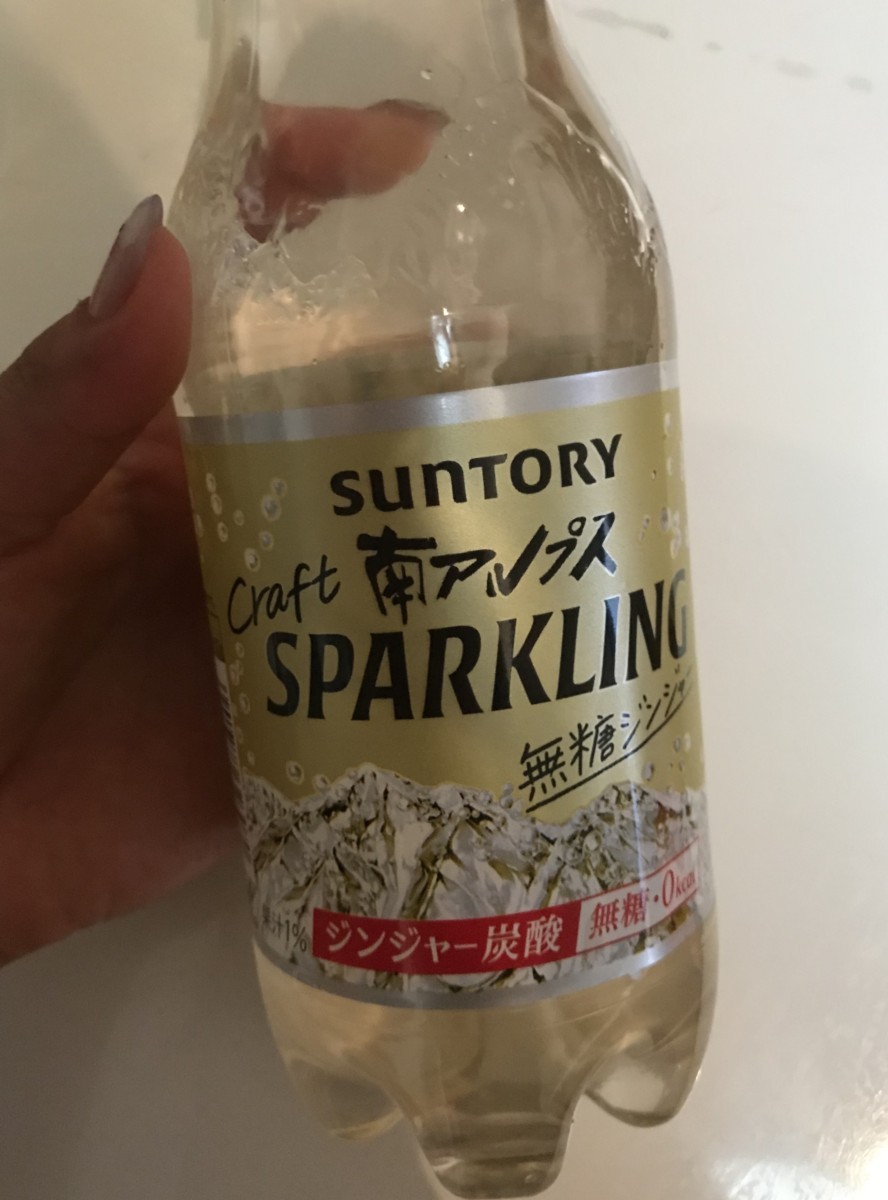 SUNTORY
Craft 南アルプス
SPARKLING
無糖ジンジャー
果汁1%
ジンジャー炭酸 無糖・0kcal